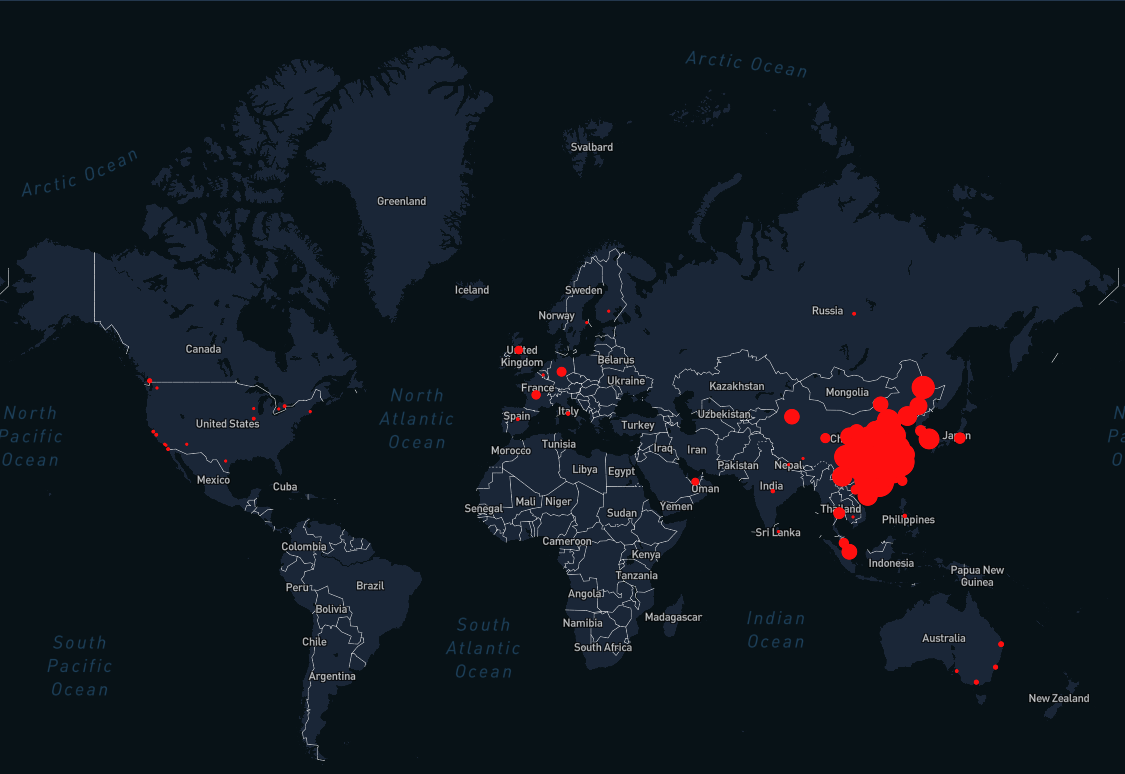 Arctic Ocean
Arctic Ocean
Svalbard
Greenland
Iceland
Sweden
Norway
Russia
Canada
United
Kingdom
Belarus
Ukraine
France
Kazakhstan
Mongolia
North
Pacific
Ocean
North
Atlantic
Ocean
United States
Spain
Italy
Uzbekistan
Turkey
Ch
Japan
N
Pa
O
Morocco
Tunisia
Iraq
Iran
Pakistan
Nepal
Mexico
Cuba
Libya
Egypt
Oman
India
Senegal
Mali
Niger
Sudan
Yemen
Thailand
Philippines
Sri Lanka
Colombia
Cameroon
Kenya
Indonesia
Papua New
Guinea
Peru
Brazil
Tanzania
Angola
Bolivia
Namibia
Madagascar
Indian
Ocean
South
Pacific
Ocean
South
Atlantic
Ocean
Chile
South Africa
Australia
Argentina
New Zealand